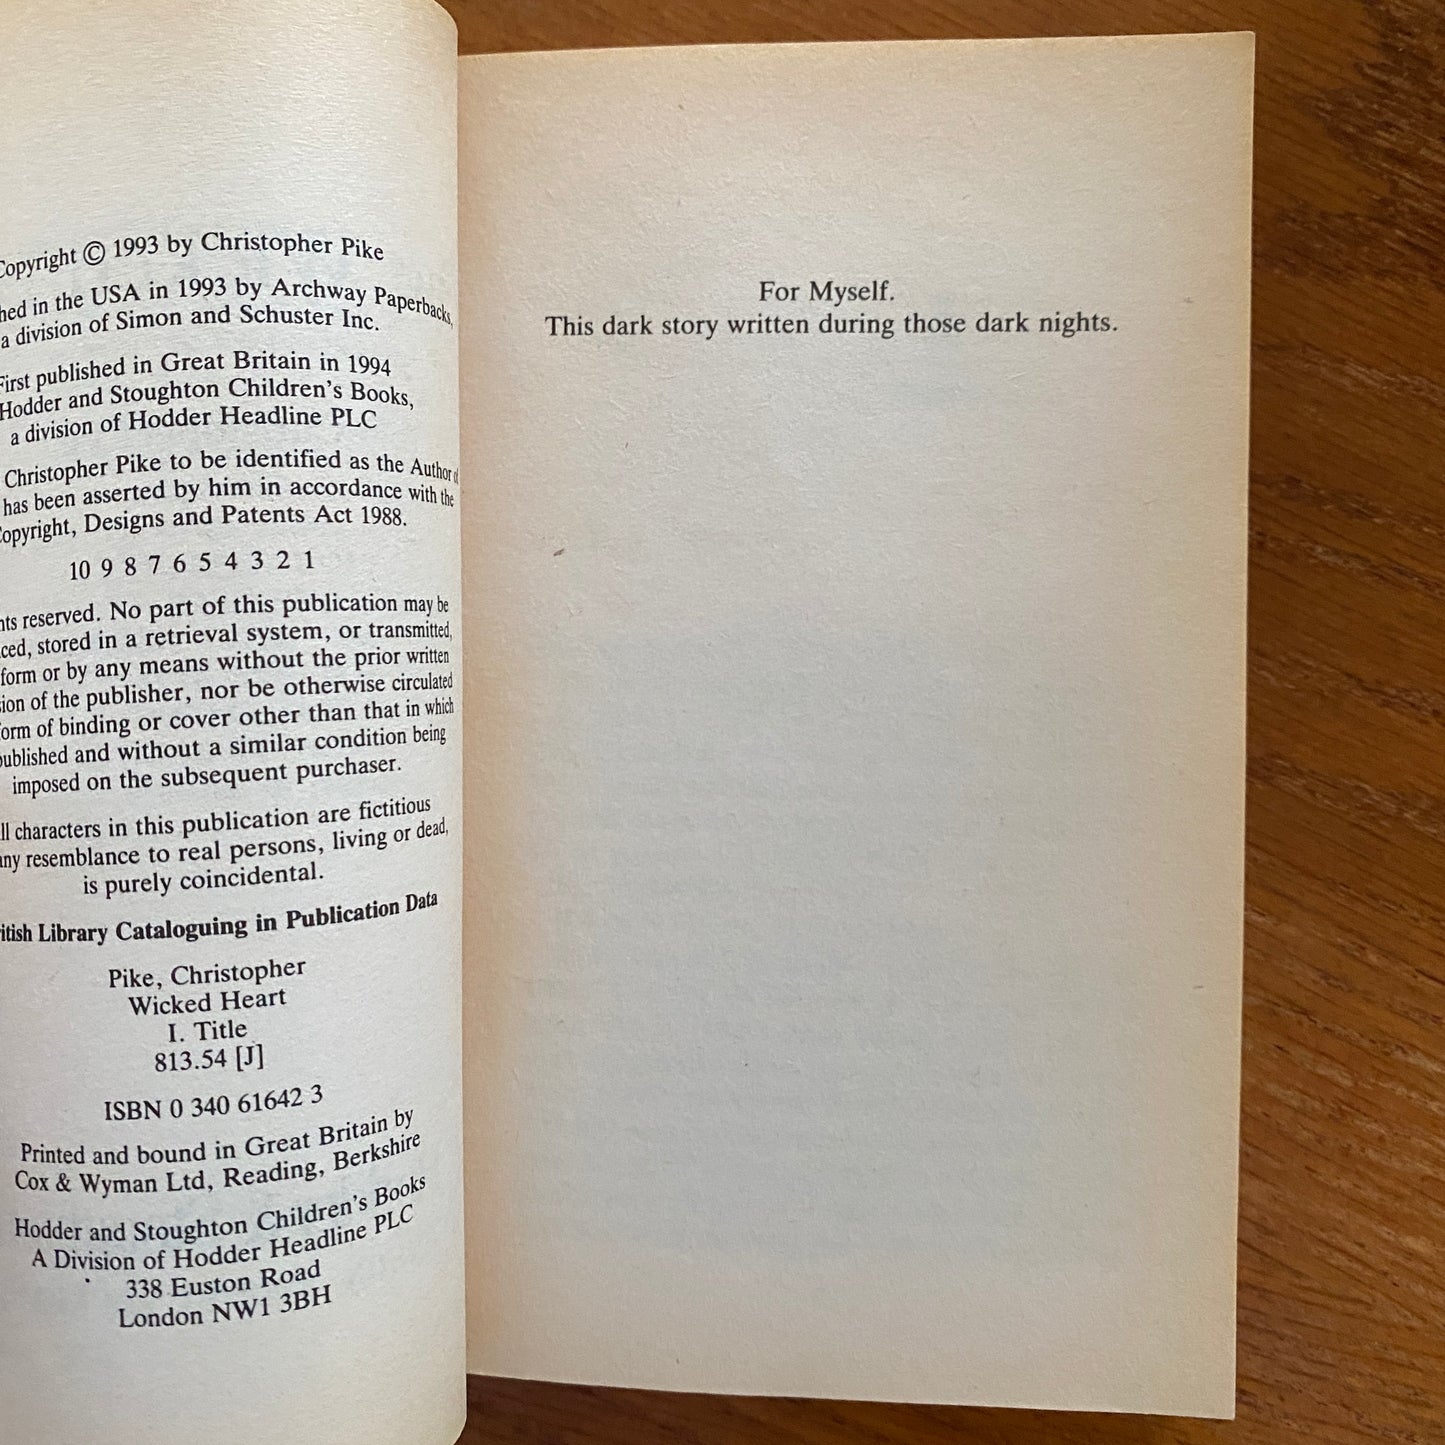 Copyright © 1993 by Christopher Pike
in the USA in 1993 by Archway Paperbacks,
a division of Simon and Schuster Inc.
First published in Great Britain in 1994
Hodder and Stoughton Children's Books,
a division of Hodder Headline PLC
Christopher Pike to be identified as the Author
has been asserted by him in accordance with the
Copyright, Designs and Patents Act 1988.
10 9 8 7 6 5 4 3 2 1
reserved. No part of this publication may be
stored in a retrieval system, or transmitted,
form or by any means without the prior written
of the publisher, nor be otherwise circulated
form of binding or cover other than that in which
published and without a similar condition being
imposed on the subsequent purchaser.
characters in this publication are fictitious
any resemblance to real persons, living or dead,
is purely coincidental.
Library Cataloguing in Publication Data
Pike, Christopher
Wicked Heart
I. Title
813.54 [J]
ISBN 0 340 61642 3
Printed and bound in Great Britain by
Cox & Wyman Ltd, Reading, Berkshire
Hodder and Stoughton Children's Books
A Division of Hodder Headline PLC
338 Euston Road
London NW1 3BH
For Myself.
This dark story written during those dark nights.